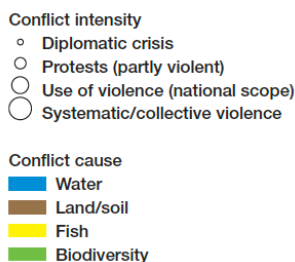 Conflict intensity
Diplomatic crisis
Protests (partly violent)
Use of violence (national scope)
Systematic/collective violence
Conflict cause
Water
Land/soil
Fish
Biodiversity